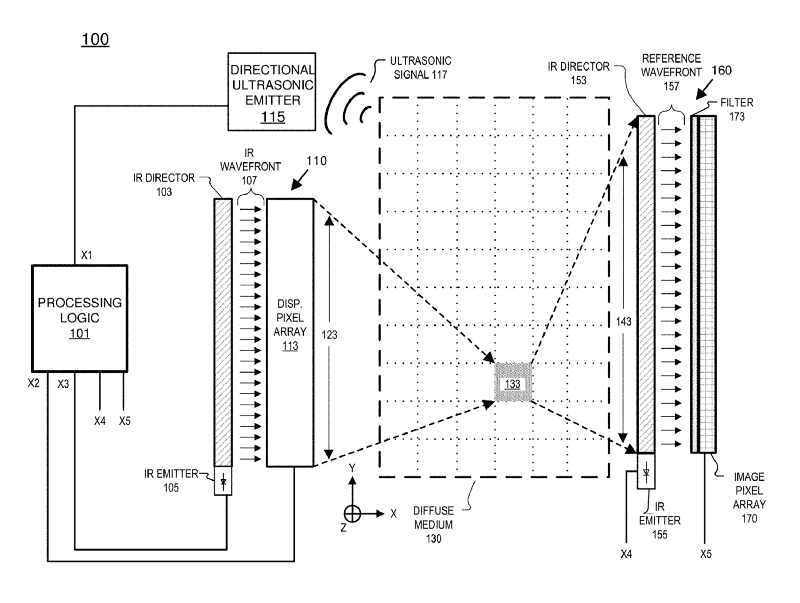 100
DIRECTIONAL
ULTRASONIC
EMITTER
115
ULTRASONIC
SIGNAL 117
IR DIRECTOR
153
REFERENCE
WAVEFRONT
157
160
FILTER
173
IR
WAVEFRONT
107
110
IR DIRECTOR
103
X1
PROCESSING
LOGIC
101
X2
X3
X4
X5
DISP.
PIXEL
ARRAY
113
123
133
143
IR EMITTER
105
Y
X
Z
DIFFUSE
MEDIUM
130
IR
EMITTER
155
X4
X5
IMAGE
PIXEL
ARRAY
170